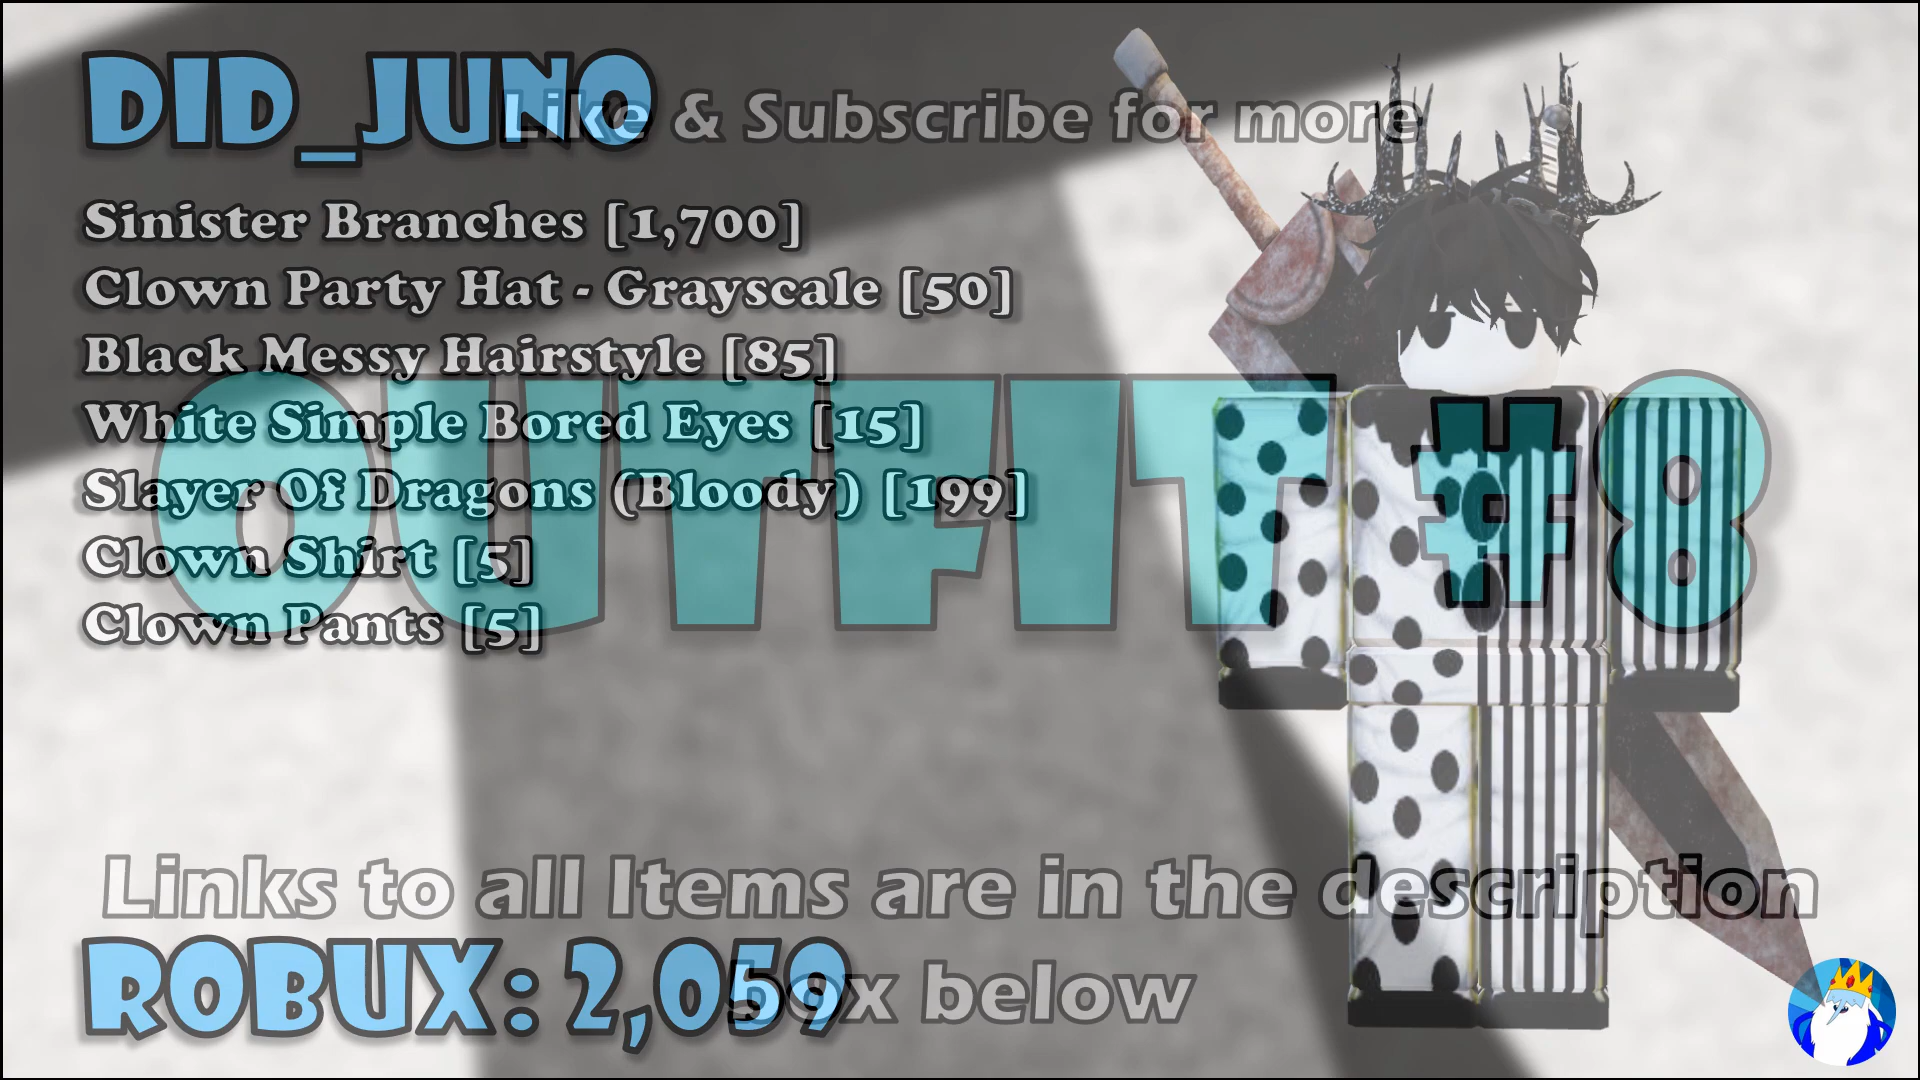 DID_JUNO
Like & Subscribe for more
Sinister Branches [1,700]
Clown Party Hat - Grayscale [50]
Black Messy Hairstyle [85]
White Simple Bored Eyes [15]
Slayer Of Dragons (Bloody) [199]
Clown Shirt [5]
Clown Pants [5]
OUTFIT #8
Links to all Items are in the description
ROBUX: 2,059
below